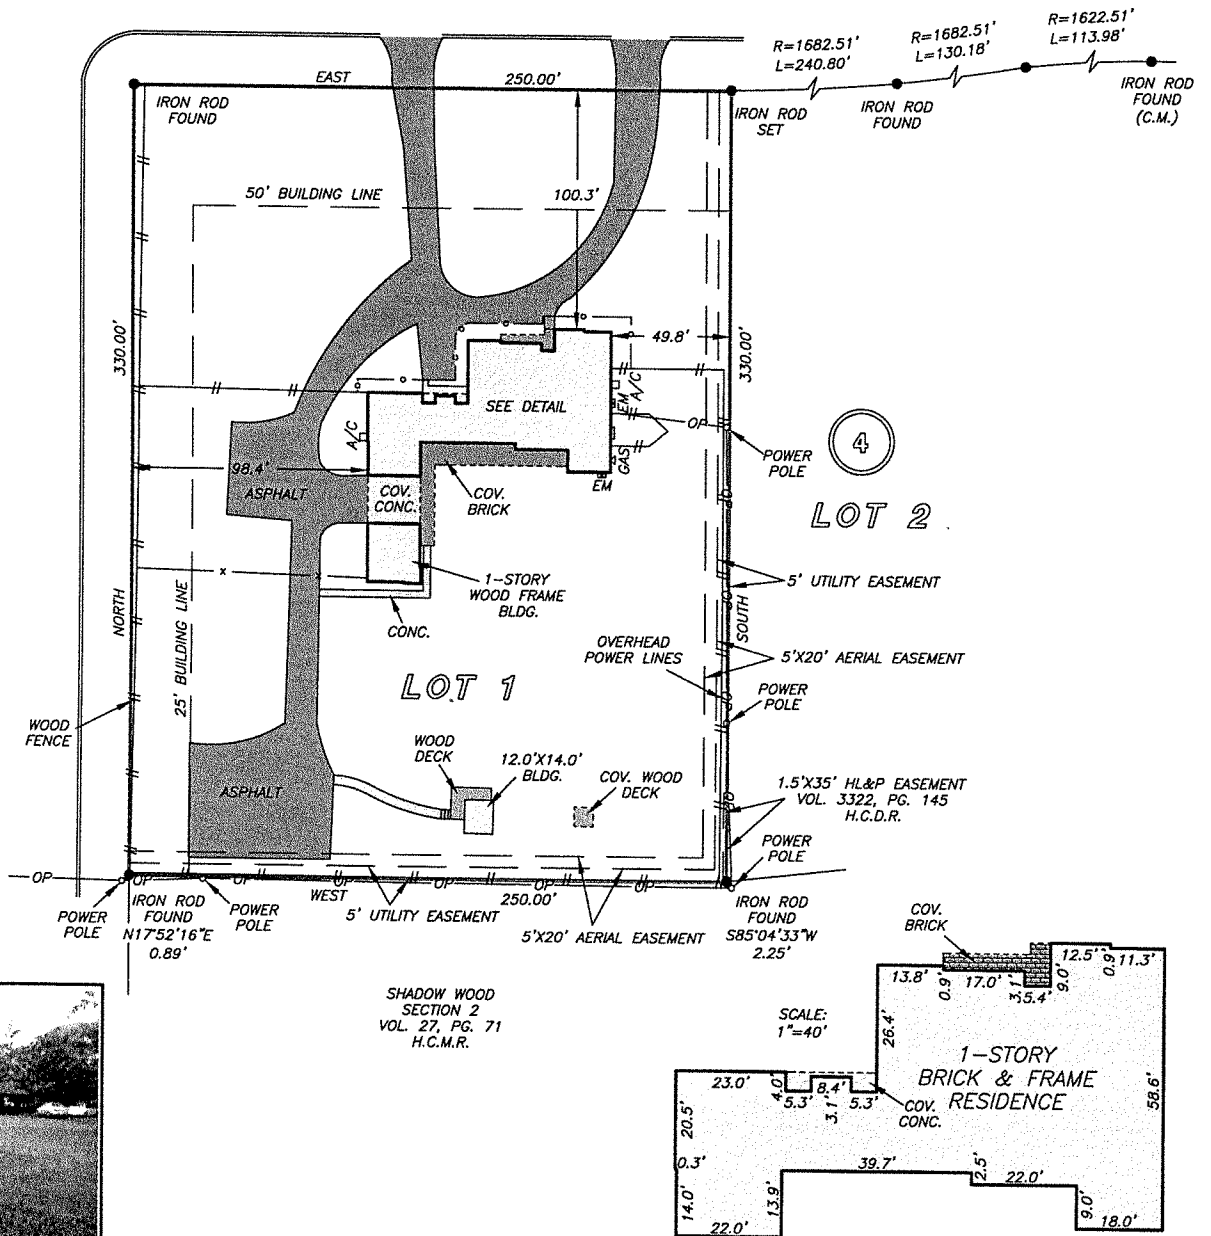 R=1682.51'
L=240.80'
R=1682.51'
L=130.18'
R=1622.51'
L=113.98'
EAST
250.00'
IRON ROD
FOUND
IRON ROD
SET
IRON ROD
FOUND
IRON ROD
FOUND
(C.M.)
50' BUILDING LINE
100.3'
330.00'
49.8'
330.00'
SEE DETAIL
A/C
EM
A/C
OP
GAS
EM
POWER
POLE
4
LOT 2
98.4'
ASPHALT
COV.
CONC.
COV.
BRICK
x
x
1-STORY
WOOD FRAME
BLDG.
CONC.
5' UTILITY EASEMENT
NORTH
25' BUILDING LINE
SOUTH
OVERHEAD
POWER LINES
5'X20' AERIAL EASEMENT
LOT 1
POWER
POLE
WOOD
FENCE
WOOD
DECK
12.0'X14.0'
BLDG.
COV. WOOD
DECK
ASPHALT
1.5'X35' HL&P EASEMENT
VOL. 3322, PG. 145
H.C.D.R.
POWER
POLE
OP
OP
OP
OP
OP
OP
WEST
250.00'
POWER
POLE
IRON ROD
FOUND
N17°52'16"E
0.89'
POWER
POLE
5' UTILITY EASEMENT
5'X20' AERIAL EASEMENT
IRON ROD
FOUND
S85°04'33"W
2.25'
SHADOW WOOD
SECTION 2
VOL. 27, PG. 71
H.C.M.R.
SCALE:
1"=40'
COV.
BRICK
13.8'
0.9'
17.0'
3.1'
5.4'
9.0'
12.5'
0.9'
11.3'
26.4'
1-STORY
BRICK & FRAME
RESIDENCE
58.6'
23.0'
4.0'
5.3'
8.4'
3.1'
5.3'
COV.
CONC.
20.5'
0.3'
14.0'
22.0'
13.9'
39.7'
2.5'
22.0'
9.0'
18.0'